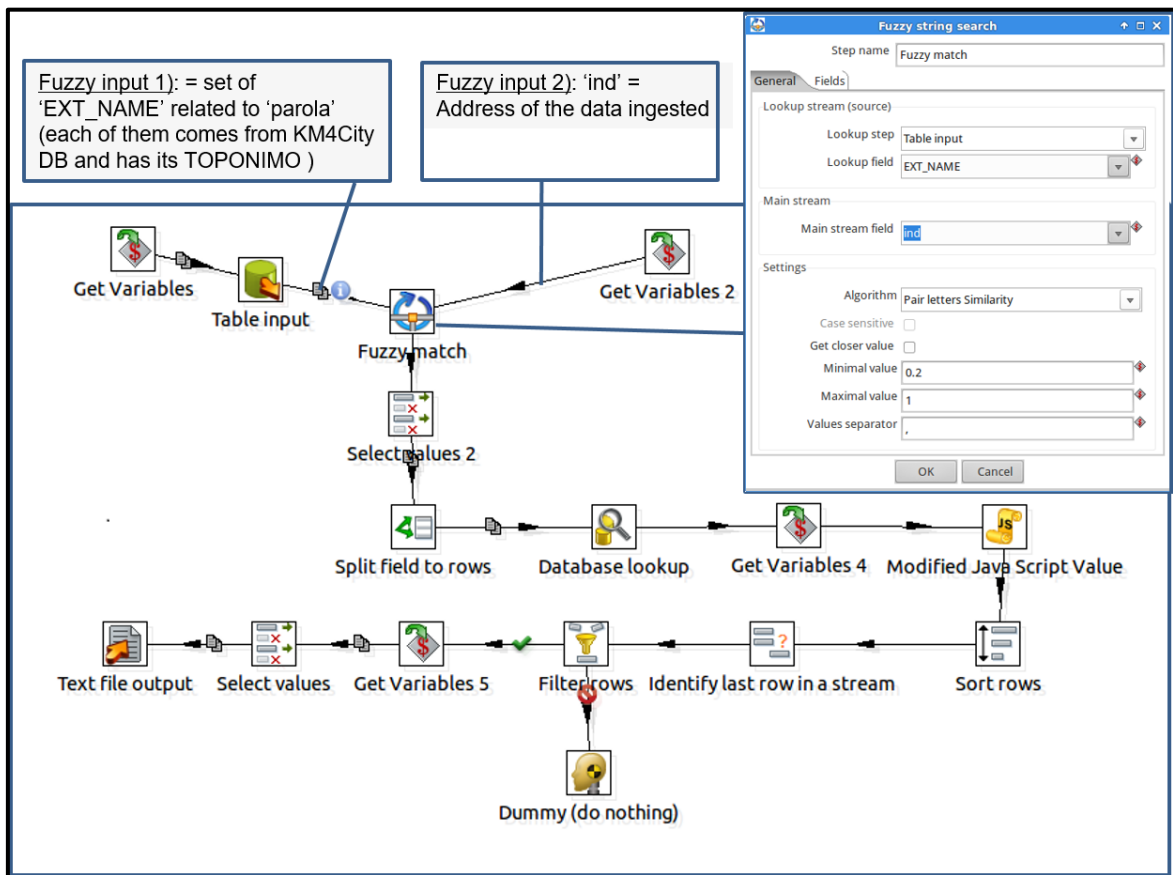 Fuzzy input 1): = set of
‘EXT_NAME’ related to ‘parola’
(each of them comes from KM4City
DB and has its TOPONIMO )
Fuzzy input 2): ‘ind’ =
Address of the data ingested
Fuzzy string search
Step name Fuzzy match
General Fields
Lookup stream (source)
Lookup step Table input
Lookup field EXT_NAME
Main stream
Main stream field ind
Settings
Algorithm Pair letters Similarity
Case sensitive
Get closer value
Minimal value 0.2
Maximal value 1
Values separator ,
OK Cancel
Get Variables
Table input
Get Variables 2
Fuzzy match
Select values 2
Split field to rows
Database lookup
Get Variables 4
JS
Modified Java Script Value
Text file output
Select values
Get Variables 5
Filter rows
Identify last row in a stream
Sort rows
Dummy (do nothing)